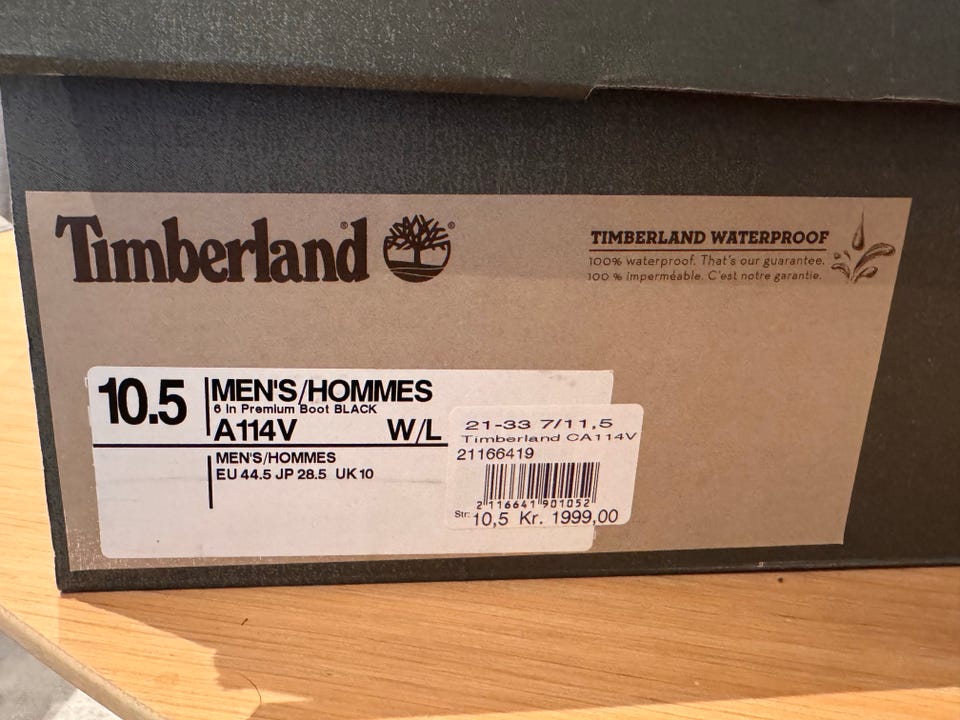 Timberland® ®
TIMBERLAND WATERPROOF
100% waterproof. That's our guarantee.
100 % imperméable. C'est notre garantie.
10.5 MEN'S/HOMMES
6 In Premium Boot BLACK
A114V W/L
MEN'S/HOMMES
EU 44.5 JP 28.5 UK 10
21-33 7/11,5
Timberland CA114V
21166419
2 116641 901052
Str: 10,5 Kr. 1999,00